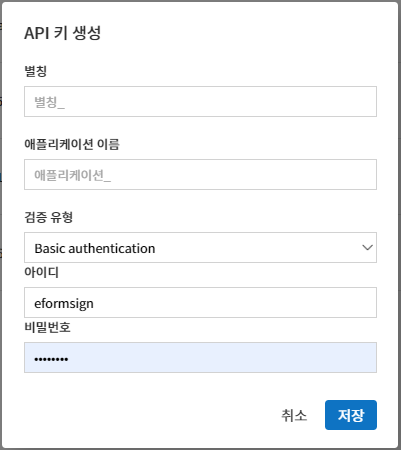 API 키 생성
별칭
별칭_
애플리케이션 이름
애플리케이션_
검증 유형
Basic authentication
아이디
eformsign
비밀번호
••••••••
취소 저장